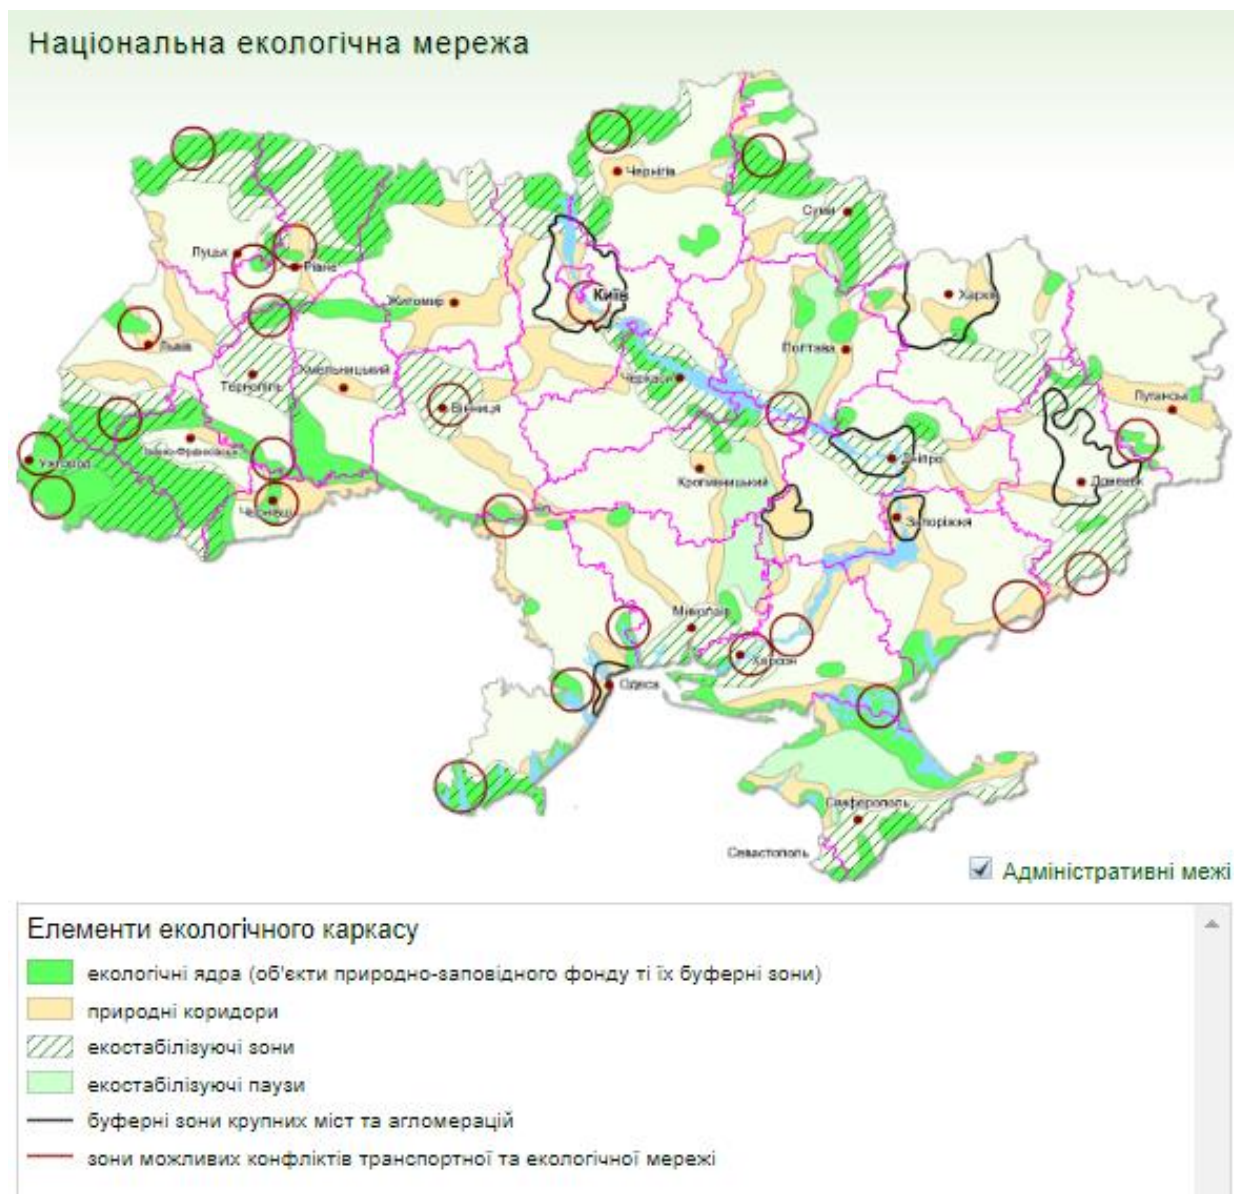 Національна екологічна мережа
Чернігів
Суми
Луцьк
Рівне
Київ
Харків
Житомир
Львів
Полтава
Хмельницький
Черкаси
Тернопіль
Луганськ
Вінниця
Івано-Франківськ
Ужгород
Дніпро
Кропивницький
Донецьк
Чернівці
Запоріжжя
Миколаїв
Херсон
Одеса
Сімферополь
Севастополь
Адміністративні межі
Елементи екологічного каркасу
екологічні ядра (об'єкти природно-заповідного фонду ті їх буферні зони)
природні коридори
екостабілізуючі зони
екостабілізуючі паузи
буферні зони крупних міст та агломерацій
зони можливих конфліктів транспортної та екологічної мережі